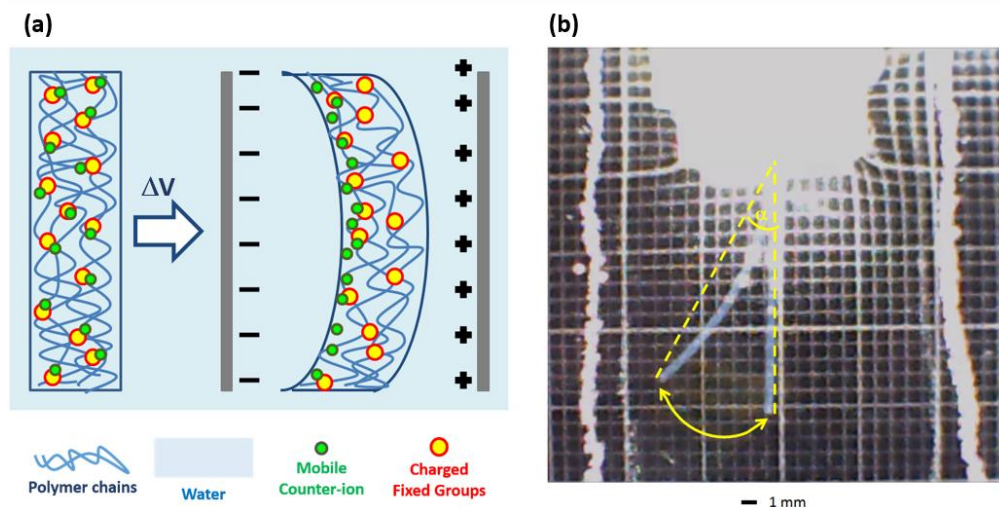 (a)
(b)
ΔV
α
Polymer chains
Water
Mobile
Counter-ion
Charged
Fixed Groups
1 mm